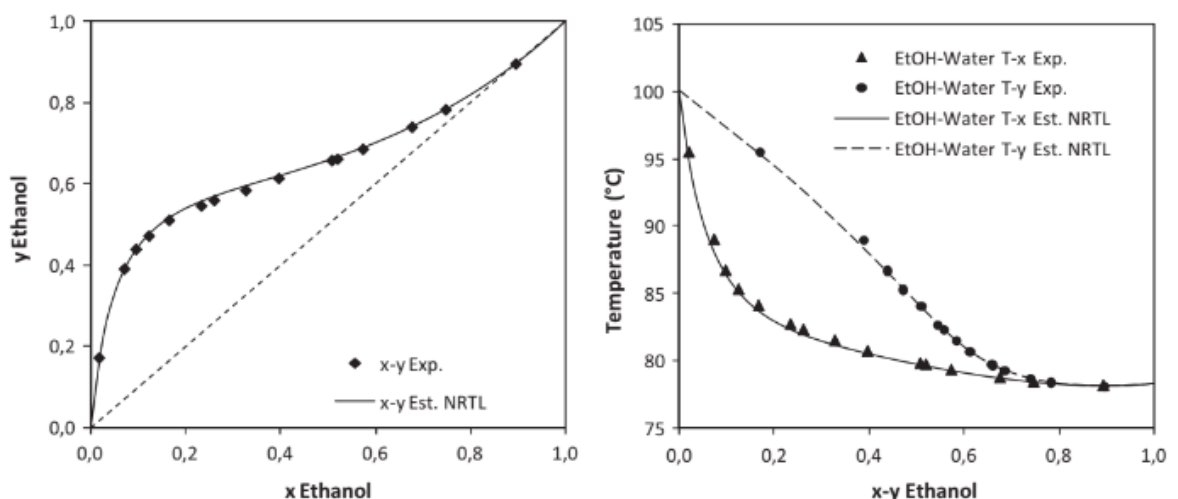 1,0
0,8
0,6
0,4
0,2
0,0
y Ethanol
x-y Exp.
x-y Est. NRTL
0,0 0,2 0,4 0,6 0,8 1,0
x Ethanol
105
100
95
90
85
80
75
Temperature (°C)
EtOH-Water T-x Exp.
EtOH-Water T-y Exp.
EtOH-Water T-x Est. NRTL
EtOH-Water T-y Est. NRTL
0,0 0,2 0,4 0,6 0,8 1,0
x-y Ethanol